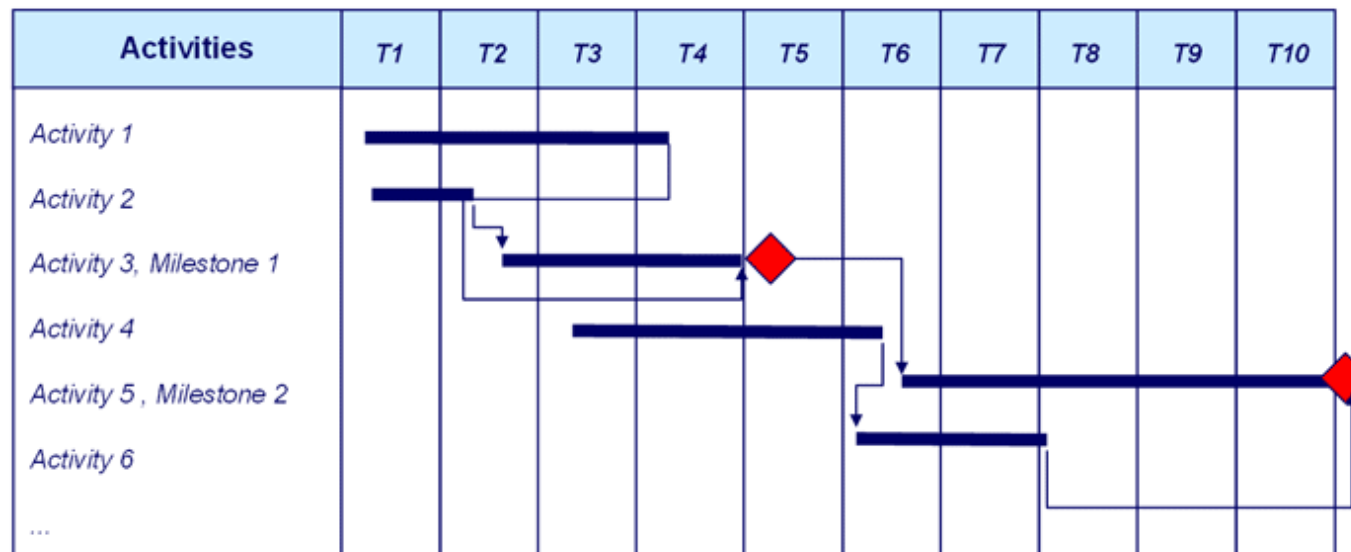 Activities T1 T2 T3 T4 T5 T6 T7 T8 T9 T10
Activity 1
Activity 2
Activity 3, Milestone 1
Activity 4
Activity 5 , Milestone 2
Activity 6
...